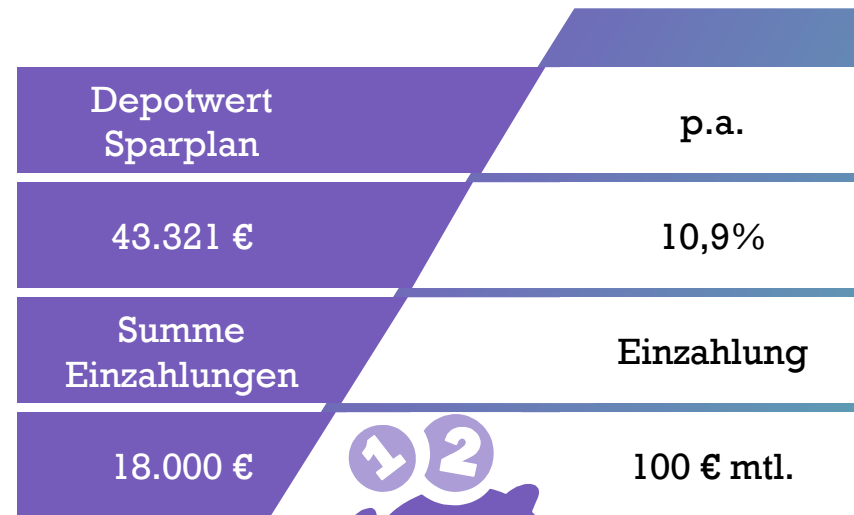 Depotwert
Sparplan
p.a.
43.321 €
10,9%
Summe
Einzahlungen
Einzahlung
18.000 €
1 2
100 € mtl.